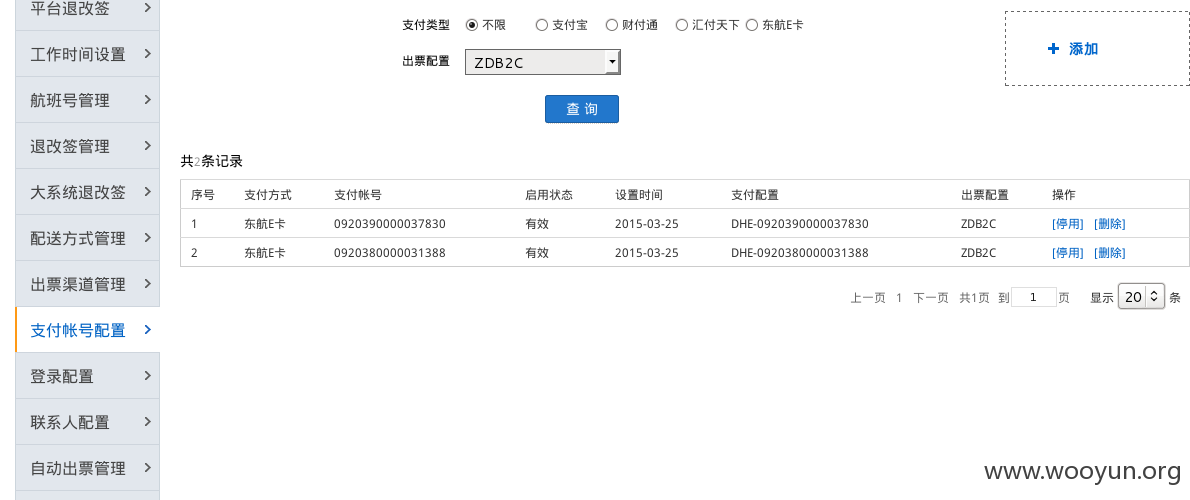 平台退改签
工作时间设置
航班号管理
退改签管理
大系统退改签
配送方式管理
出票渠道管理
支付帐号配置
登录配置
联系人配置
自动出票管理
支付类型 不限 支付宝 财付通 汇付天下 东航E卡
出票配置 ZDB2C
查 询
添加
共2条记录
序号 支付方式 支付帐号 启用状态 设置时间 支付配置 出票配置 操作
1 东航E卡 0920390000037830 有效 2015-03-25 DHE-0920390000037830 ZDB2C [停用] [删除]
2 东航E卡 0920380000031388 有效 2015-03-25 DHE-0920380000031388 ZDB2C [停用] [删除]
上一页 1 下一页 共1页 到 1 页 显示 20 条
www.wooyun.org